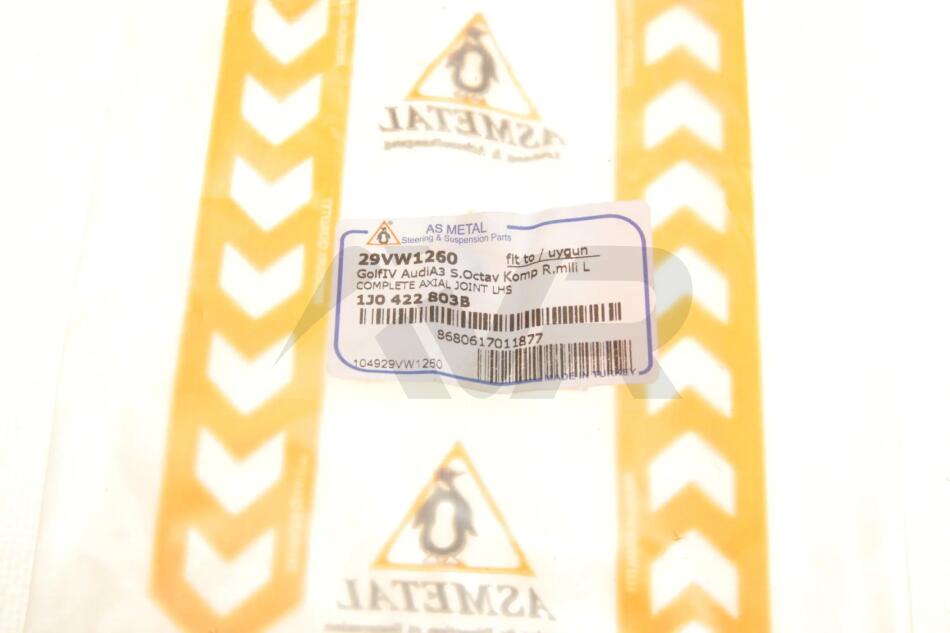 ASMETAL
AS METAL
Steering & Suspension Parts
29VW1260 fit to / uygun
GolfIV AudiA3 S.Octav Komp R.mili L
COMPLETE AXIAL JOINT LHS
1J0 422 803B
8680617011877
104929VW1260
MADE IN TURKEY
ASMETAL